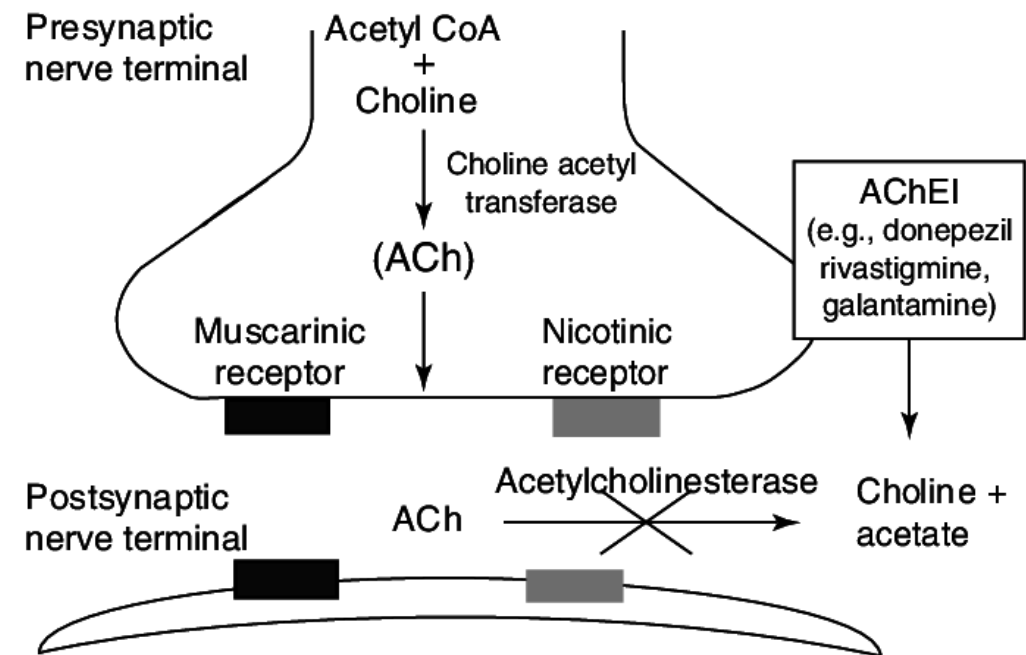 Presynaptic
nerve terminal
Acetyl CoA
+
Choline
Choline acetyl
transferase
(ACh)
AChEI
(e.g., donepezil
rivastigmine,
galantamine)
Muscarinic
receptor
Nicotinic
receptor
Postsynaptic
nerve terminal
ACh
Acetylcholinesterase
Choline +
acetate